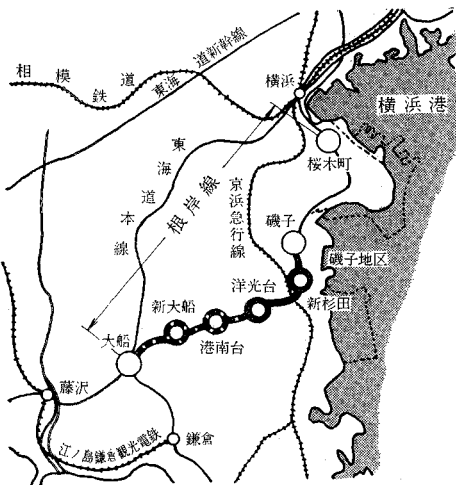 相模鉄道
東海道新幹線
横浜
横浜港
桜木町
東海道本線
根岸線
京浜急行線
磯子
磯子地区
洋光台
新杉田
新大船
港南台
大船
藤沢
鎌倉
江ノ島鎌倉観光電鉄